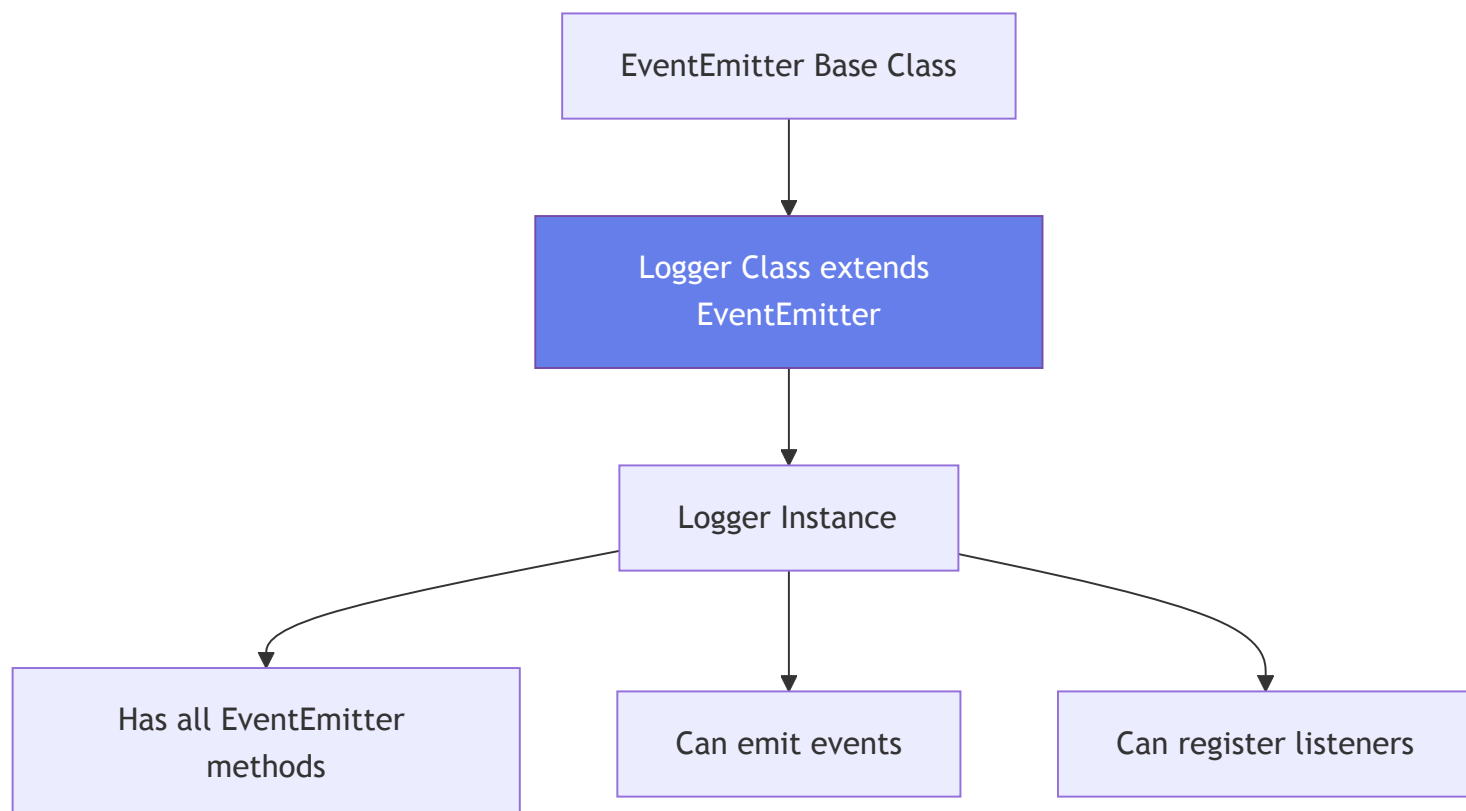 EventEmitter Base Class
Logger Class extends
EventEmitter
Logger Instance
Has all EventEmitter
methods
Can emit events
Can register listeners